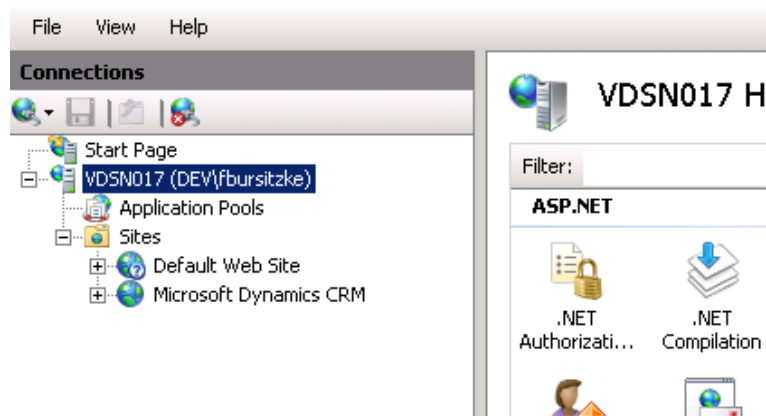 File View Help
Connections
VDSN017 H
Start Page
VDSN017 (DEV\fbursitzke)
Application Pools
Sites
Default Web Site
Microsoft Dynamics CRM
Filter:
ASP.NET
.NET Authorizati...
.NET Compilation